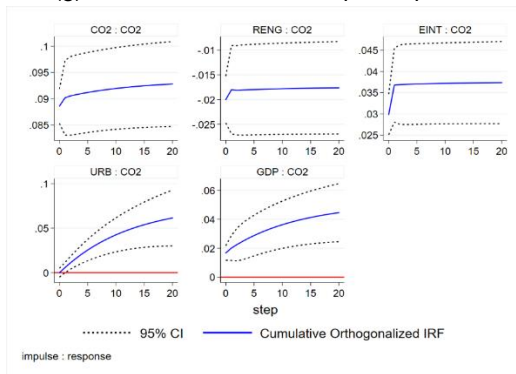 CO2 : CO2
RENG : CO2
EINT : CO2
.1
.095
.09
.085
0 5 10 15 20
-.01
-.015
-.02
-.025
0 5 10 15 20
.045
.04
.035
.03
.025
0 5 10 15 20
URB : CO2
GDP : CO2
.1
.05
0
0 5 10 15 20
.06
.04
.02
0
0 5 10 15 20
step
95% CI
Cumulative Orthogonalized IRF
impulse : response